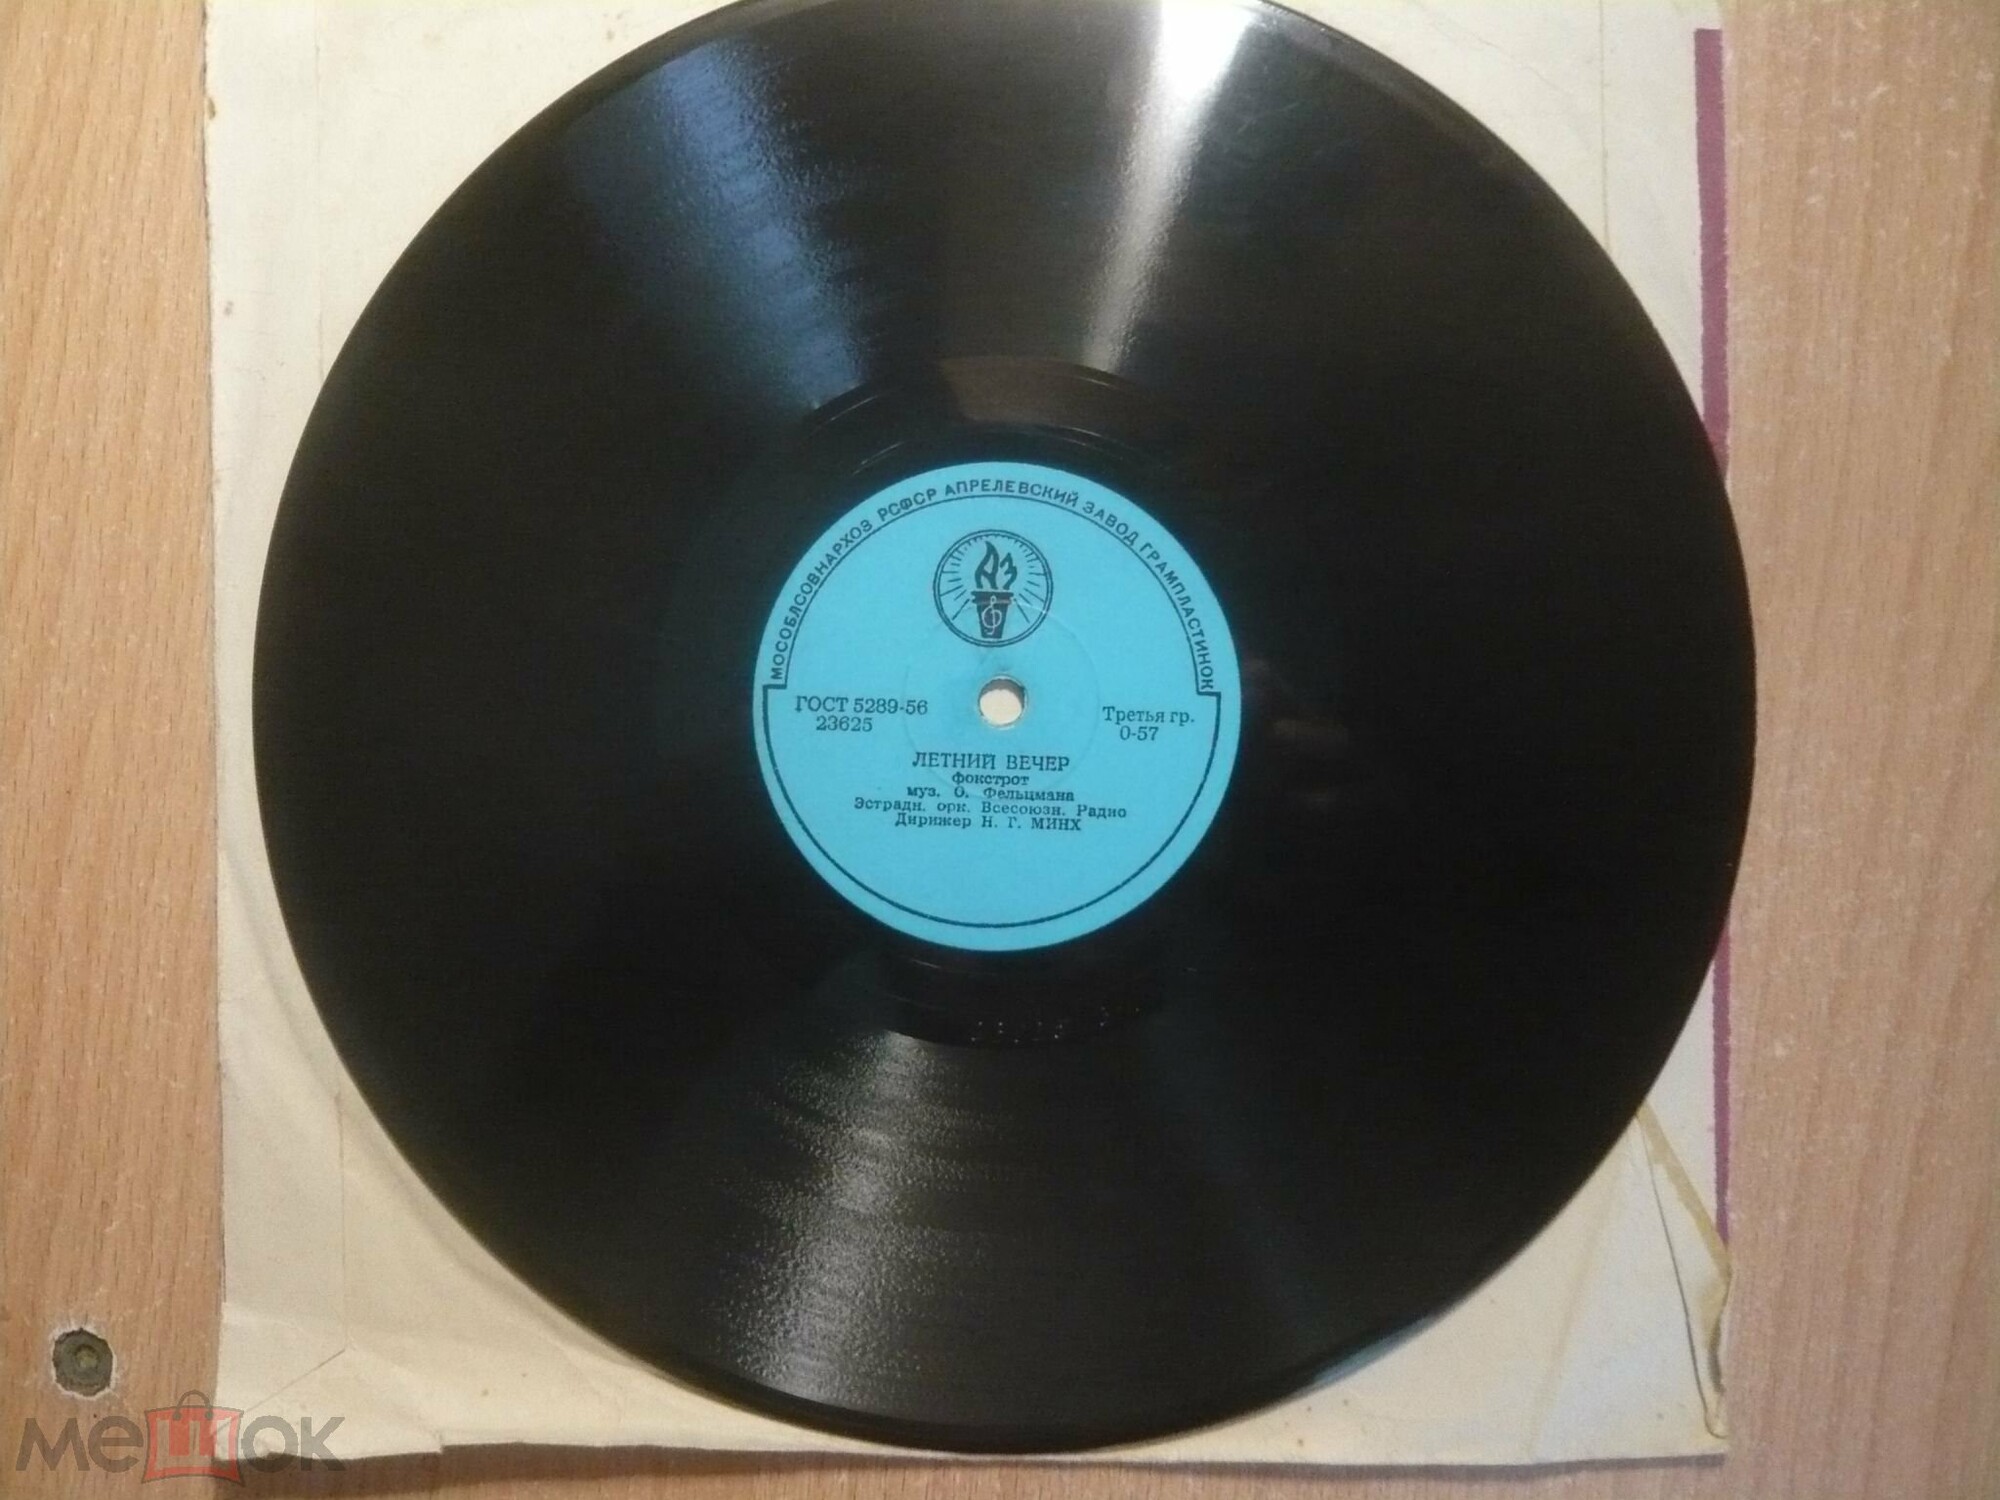 МОСОБЛСОВНАРХОЗ РСФСР АПРЕЛЕВСКИЙ ЗАВОД ГРАМПЛАСТИНОК
АЗ
ГОСТ 5289-56
23625
Третья гр.
0-57
ЛЕТНИЙ ВЕЧЕР
фокстрот
муз. О. Фельцмана
Эстрадн. орк. Всесоюзн. Радио
Дирижер Н. Г. МИНХ
мешок